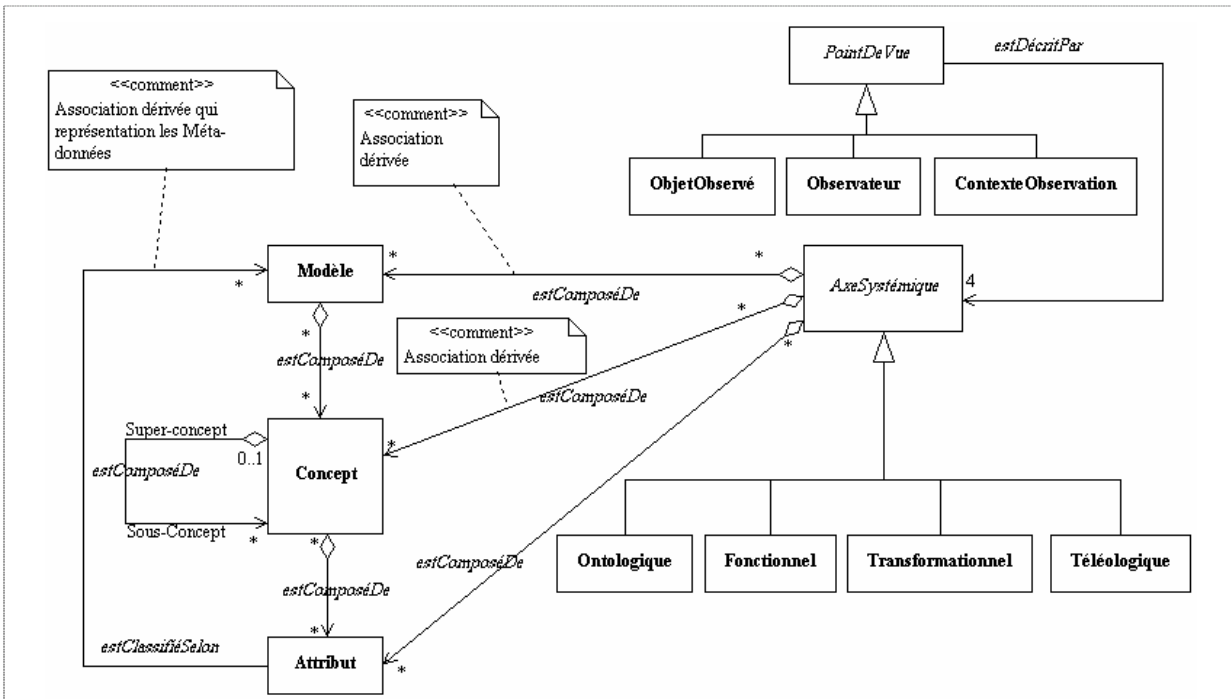 PointDeVue
estDécritPar
<<comment>>
Association dérivée qui
représentation les Méta-
données
<<comment>>
Association
dérivée
ObjetObservé
Observateur
ContexteObservation
Modèle
*
*
*
AxeSystémique
4
estComposéDe
*
*
<<comment>>
Association dérivée
estComposéDe
*
*
estComposéDe
*
Super-concept
0..1
estComposéDe
Concept
Sous-Concept
*
*
estComposéDe
*
estComposéDe
*
Ontologique
Fonctionnel
Transformationnel
Téléologique
estClassifiéSelon
Attribut